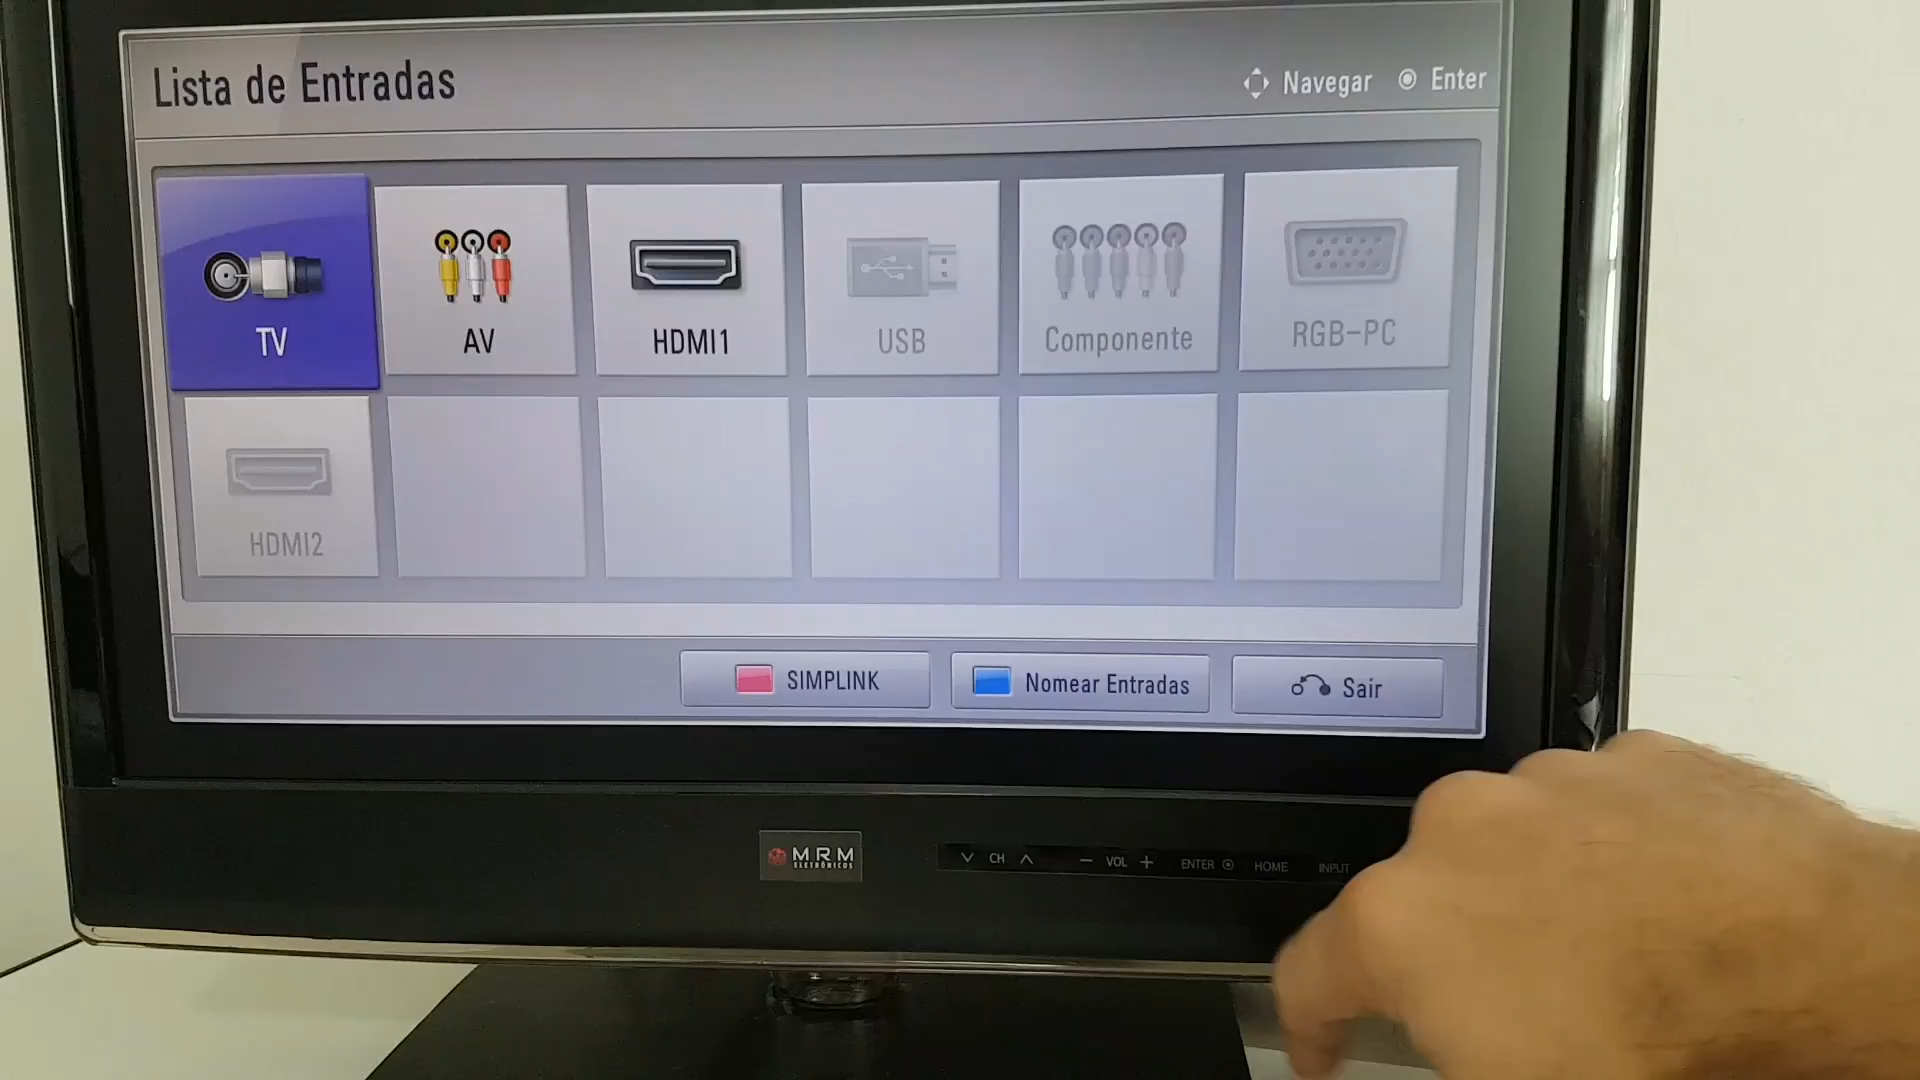 Lista de Entradas
Navegar
Enter
TV
AV
HDMI1
USB
Componente
RGB-PC
HDMI2
SIMPLINK
Nomear Entradas
Sair
MRM
ELETRÔNICOS
CH
- VOL +
ENTER
HOME
INPUT